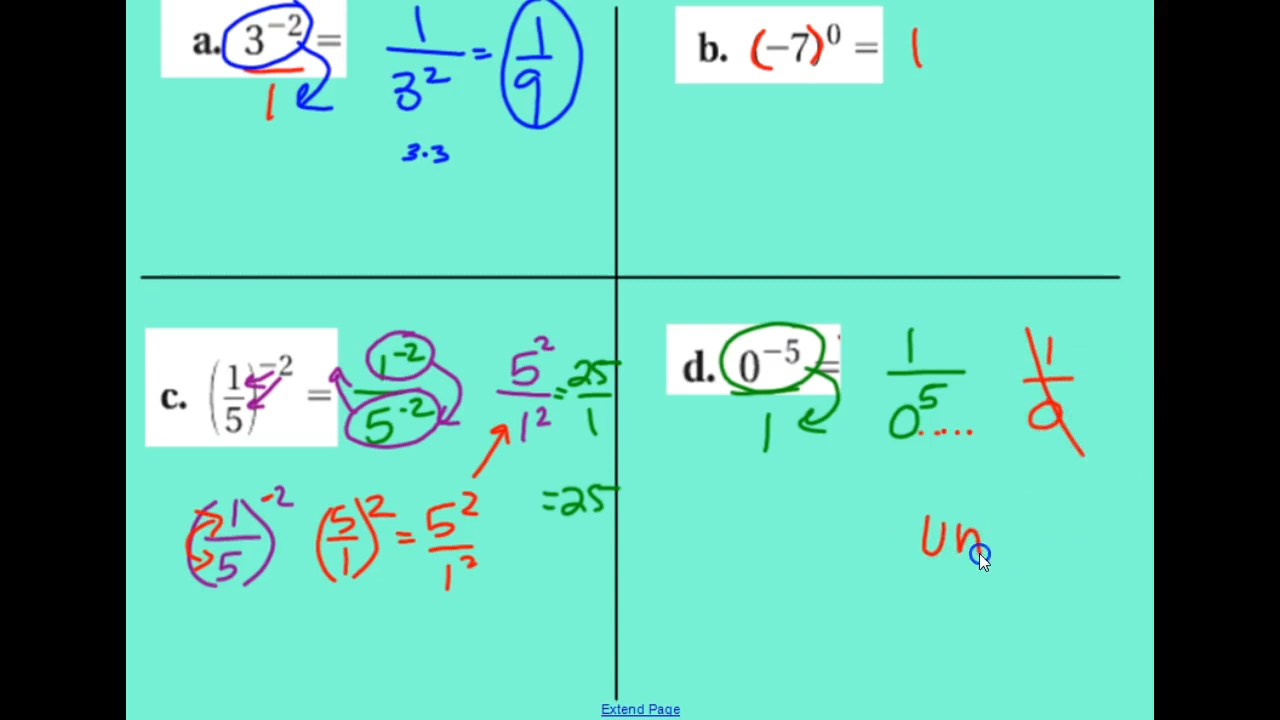 a. 3⁻² = 1/3² = 1/9
1
3·3
b. (−7)⁰ = 1
c. (1/5)⁻² = 1⁻²/5⁻² 5²/1² = 25/1
= 25
(1/5)⁻² (5/1)² = 5²/1²
d. 0⁻⁵ = 1/0⁵ 1/0
1
un
Extend Page